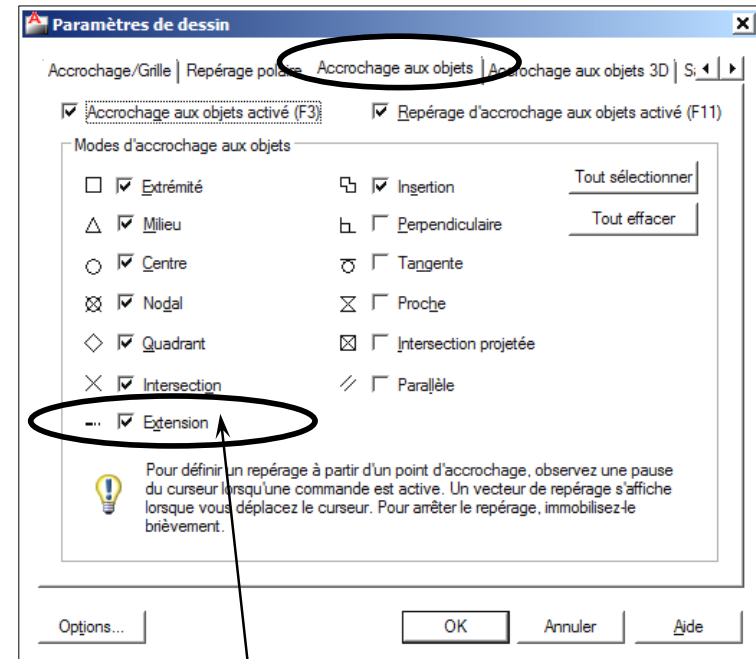 Paramètres de dessin
Accrochage/Grille Repérage polaire Accrochage aux objets Accrochage aux objets 3D
Accrochage aux objets activé (F3) Repérage d'accrochage aux objets activé (F11)
Modes d'accrochage aux objets
Extrémité Insertion Tout sélectionner
Milieu Perpendiculaire Tout effacer
Centre Tangente
Nodal Proche
Quadrant Intersection projetée
Intersection Parallèle
Extension
Pour définir un repérage à partir d'un point d'accrochage, observez une pause
du curseur lorsqu'une commande est active. Un vecteur de repérage s'affiche
lorsque vous déplacez le curseur. Pour arrêter le repérage, immobilisez-le
brièvement.
Options... OK Annuler Aide